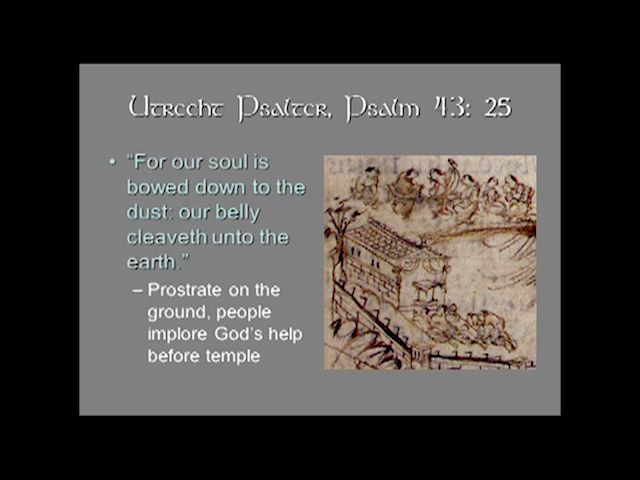 Utrecht Psalter, Psalm 43: 25
• “For our soul is
bowed down to the
dust: our belly
cleaveth unto the
earth.”
– Prostrate on the
ground, people
implore God’s help
before temple